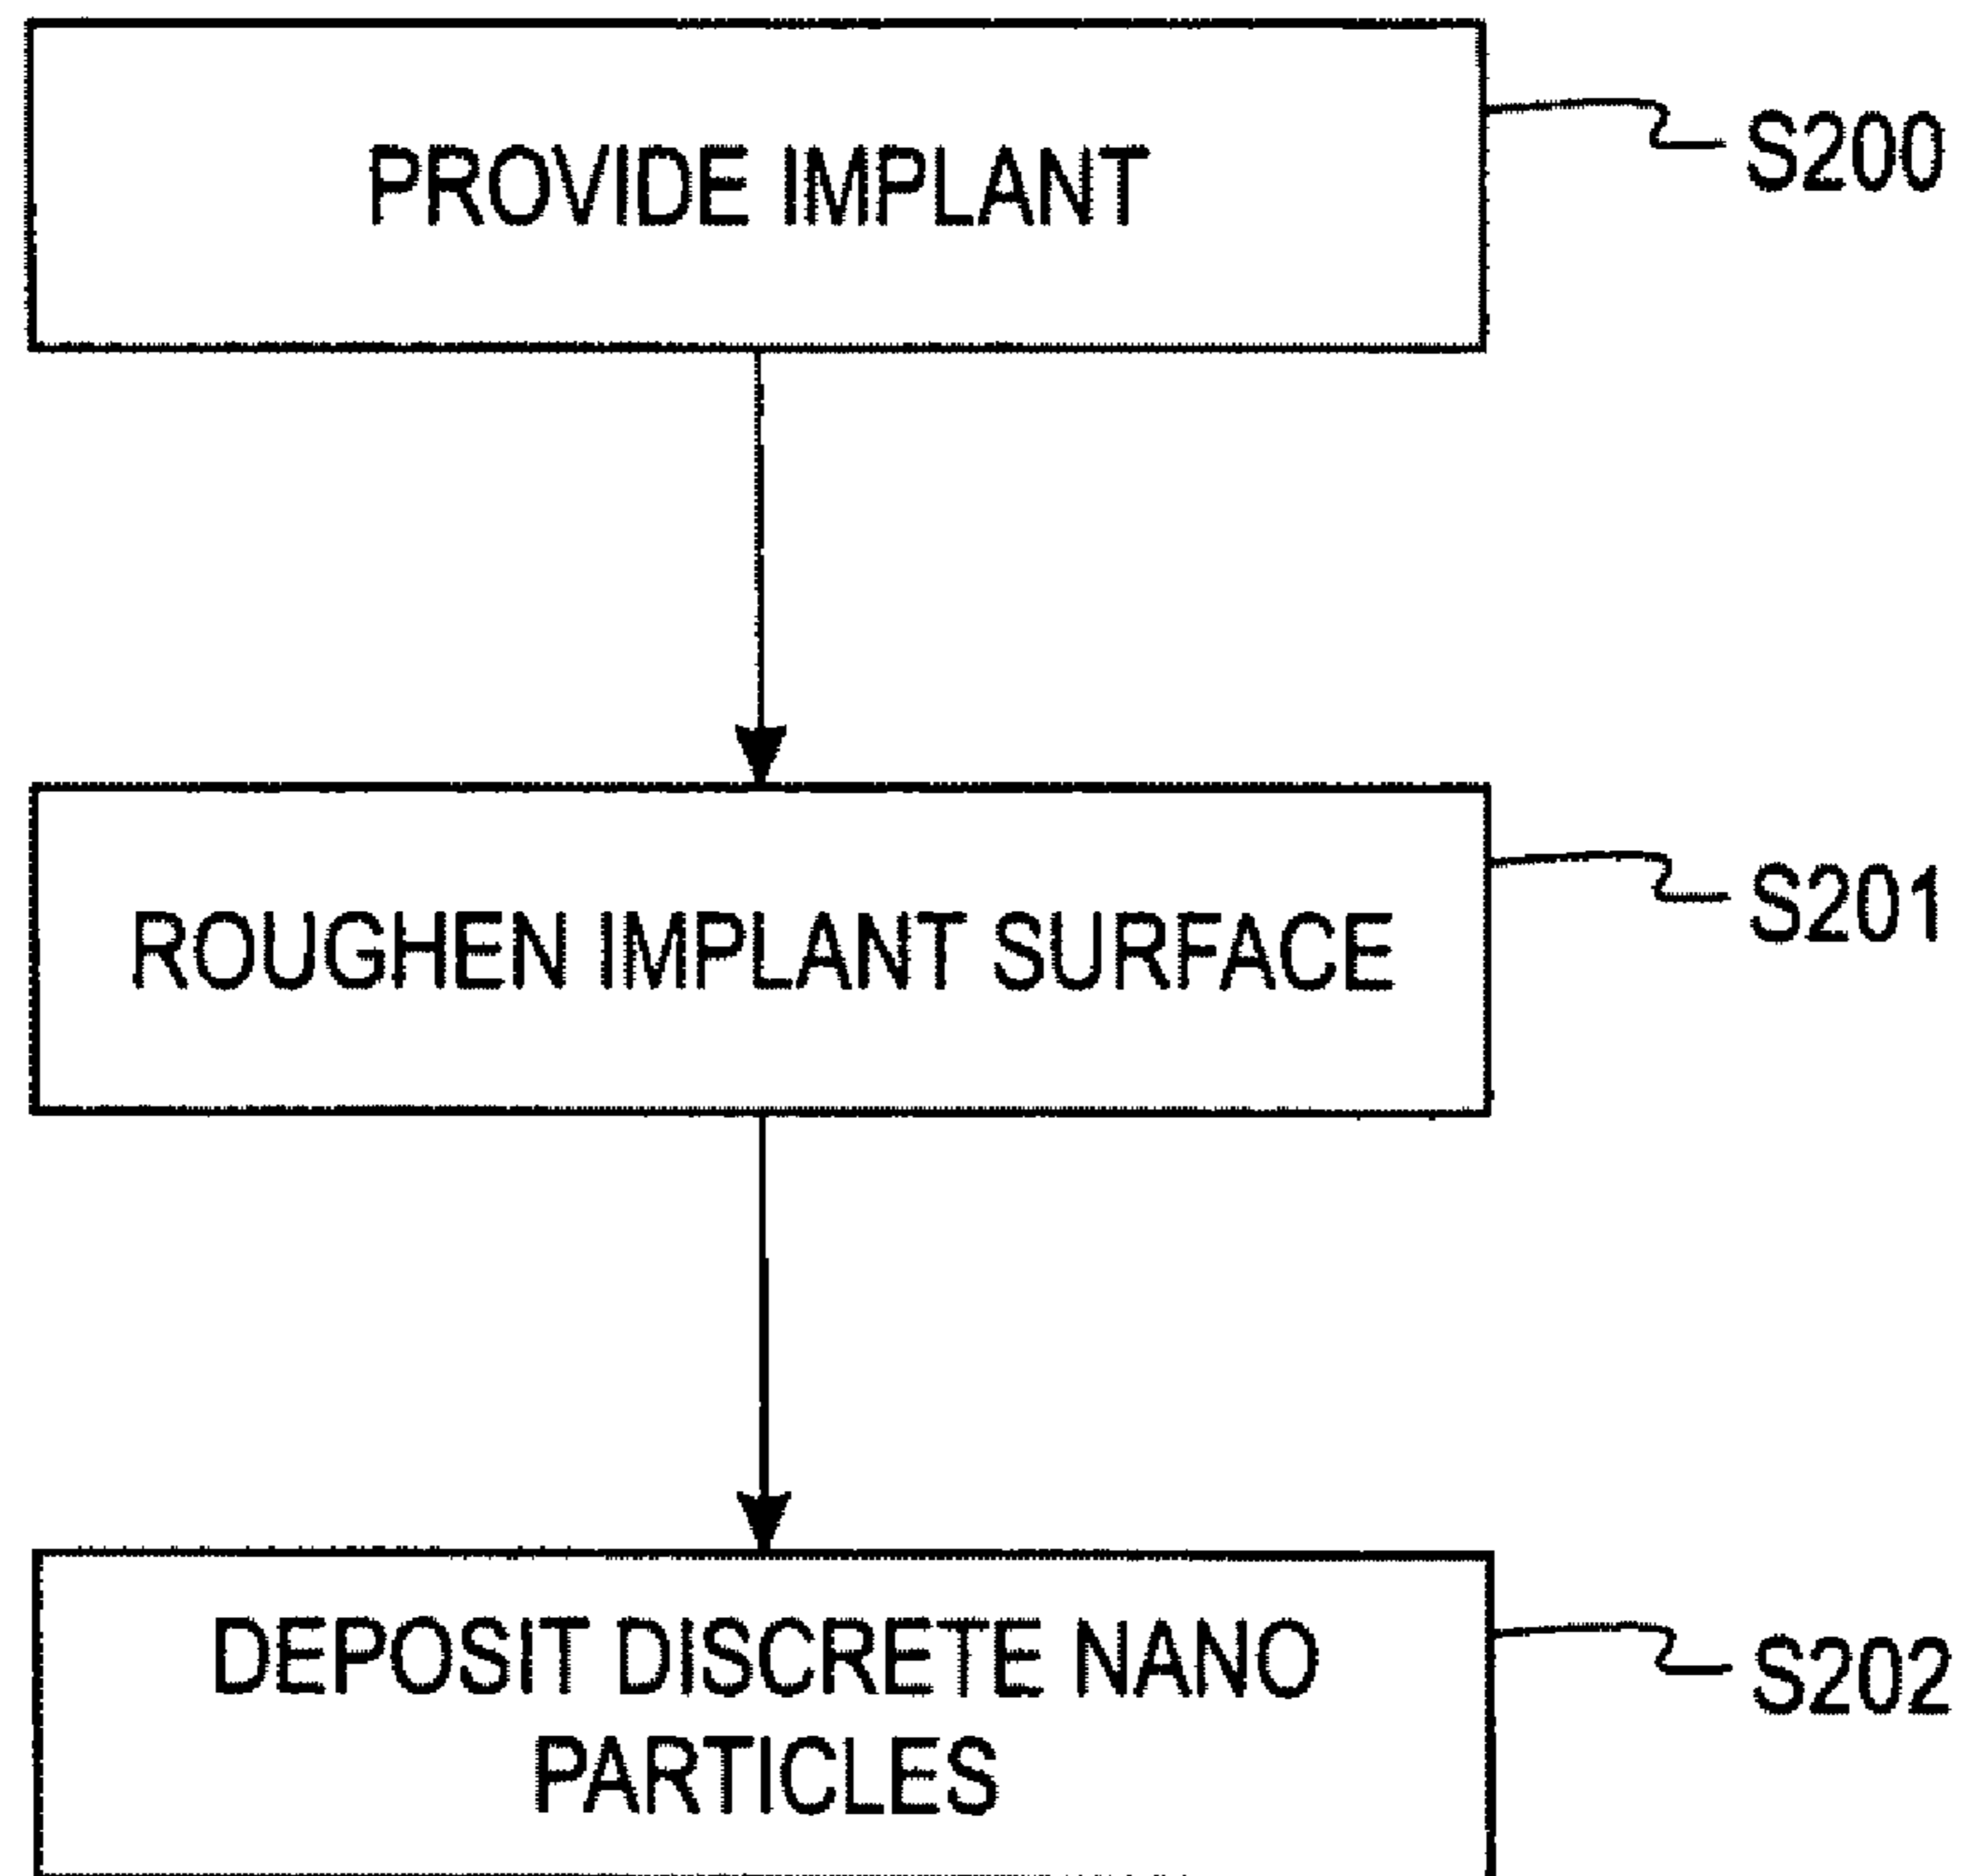 PROVIDE IMPLANT
S200
ROUGHEN IMPLANT SURFACE
S201
DEPOSIT DISCRETE NANO
PARTICLES
S202